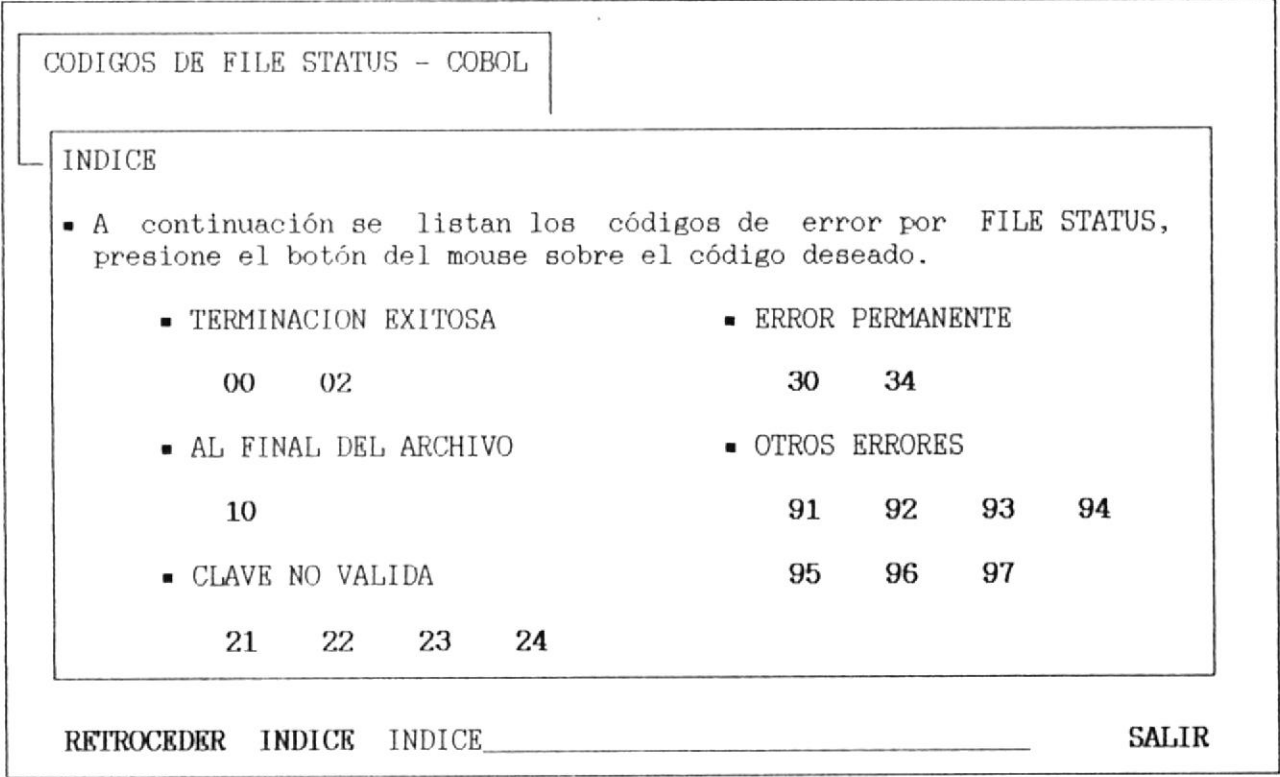 CODIGOS DE FILE STATUS - COBOL
INDICE
▪ A continuación se listan los códigos de error por FILE STATUS,
presione el botón del mouse sobre el código deseado.
▪ TERMINACION EXITOSA
00 02
▪ AL FINAL DEL ARCHIVO
10
▪ CLAVE NO VALIDA
21 22 23 24
▪ ERROR PERMANENTE
30 34
▪ OTROS ERRORES
91 92 93 94
95 96 97
RETROCEDER INDICE INDICE
SALIR